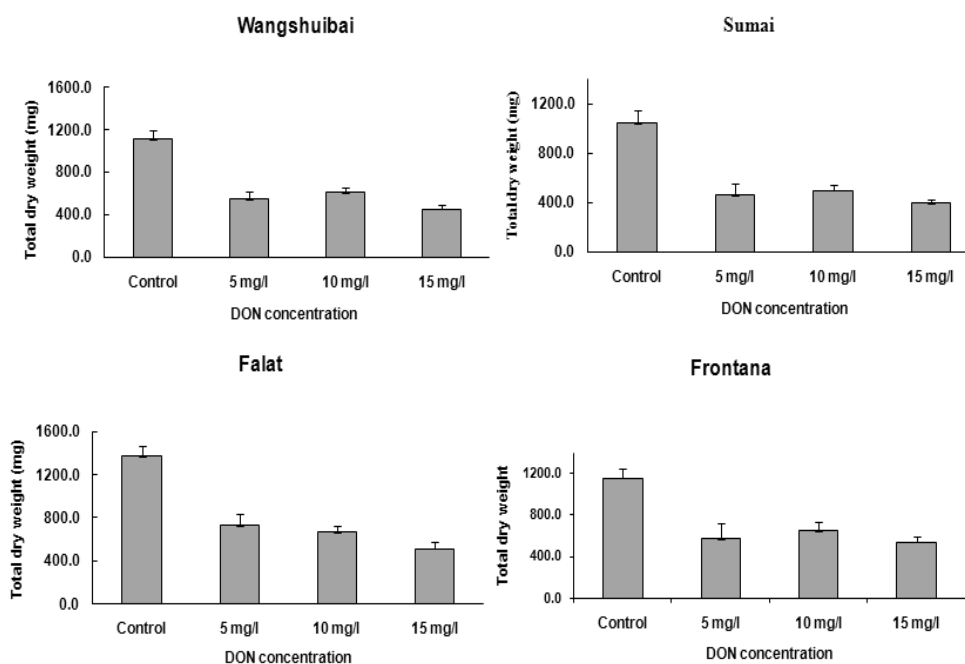 Wangshuibai
Total dry weight (mg)
1600.0
1200.0
800.0
400.0
0.0
Control 5 mg/l 10 mg/l 15 mg/l
DON concentration
Sumai
Total dry weight (mg)
1200.0
800.0
400.0
0.0
Control 5 mg/l 10 mg/l 15 mg/l
DON concentration
Falat
Total dry weight (mg)
1600.0
1200.0
800.0
400.0
0.0
Control 5 mg/l 10 mg/l 15 mg/l
DON concentration
Frontana
Total dry weight
1200.0
800.0
400.0
0.0
Control 5 mg/l 10 mg/l 15 mg/l
DON concentration